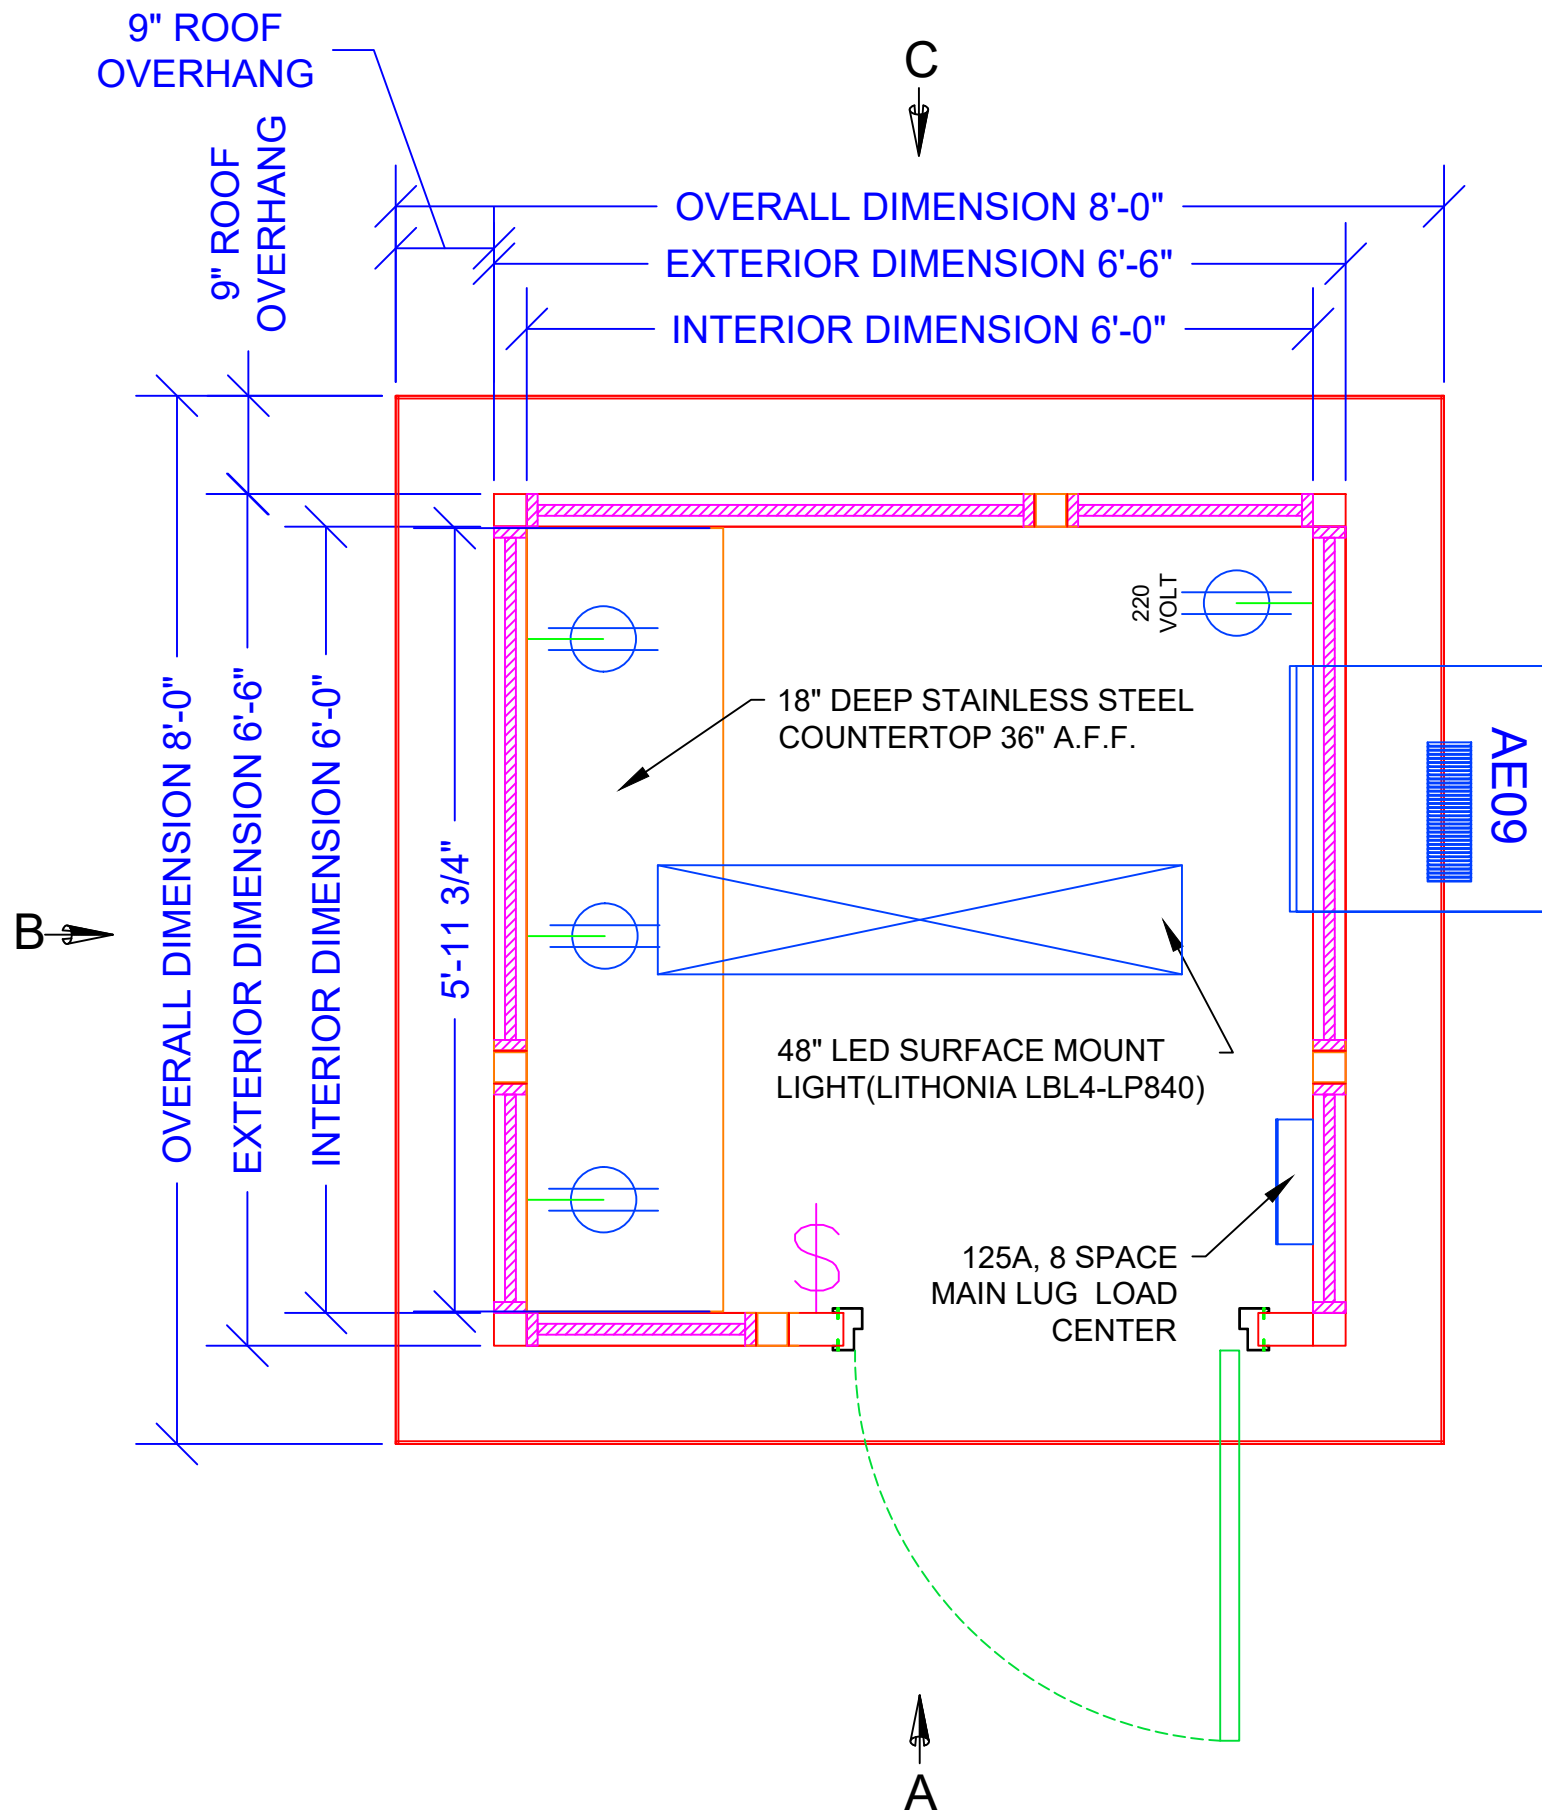 9" ROOF
OVERHANG
C
9" ROOF
OVERHANG
OVERALL DIMENSION 8'-0"
EXTERIOR DIMENSION 6'-6"
INTERIOR DIMENSION 6'-0"
220
VOLT
18" DEEP STAINLESS STEEL
COUNTERTOP 36" A.F.F.
AE09
OVERALL DIMENSION 8'-0"
EXTERIOR DIMENSION 6'-6"
INTERIOR DIMENSION 6'-0"
5'-11 3/4"
B
48" LED SURFACE MOUNT
LIGHT(LITHONIA LBL4-LP840)
$
125A, 8 SPACE
MAIN LUG LOAD
CENTER
A